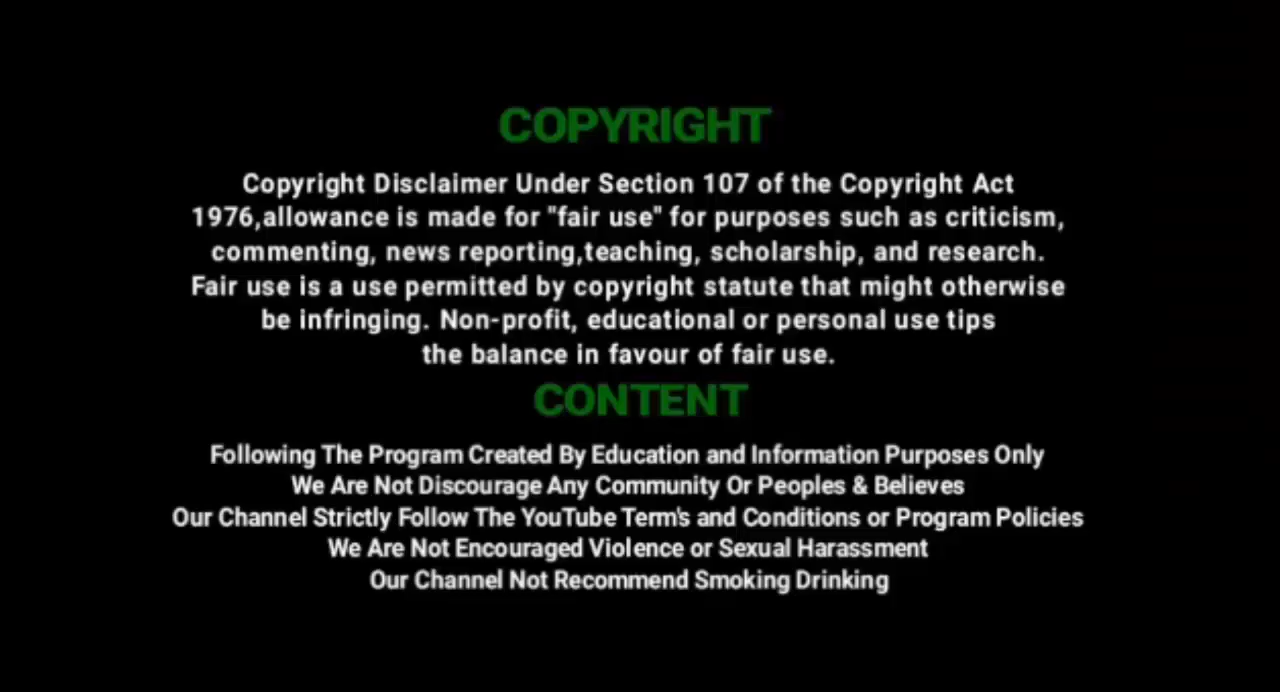 COPYRIGHT
Copyright Disclaimer Under Section 107 of the Copyright Act
1976,allowance is made for "fair use" for purposes such as criticism,
commenting, news reporting,teaching, scholarship, and research.
Fair use is a use permitted by copyright statute that might otherwise
be infringing. Non-profit, educational or personal use tips
the balance in favour of fair use.
CONTENT
Following The Program Created By Education and Information Purposes Only
We Are Not Discourage Any Community Or Peoples & Believes
Our Channel Strictly Follow The YouTube Term's and Conditions or Program Policies
We Are Not Encouraged Violence or Sexual Harassment
Our Channel Not Recommend Smoking Drinking